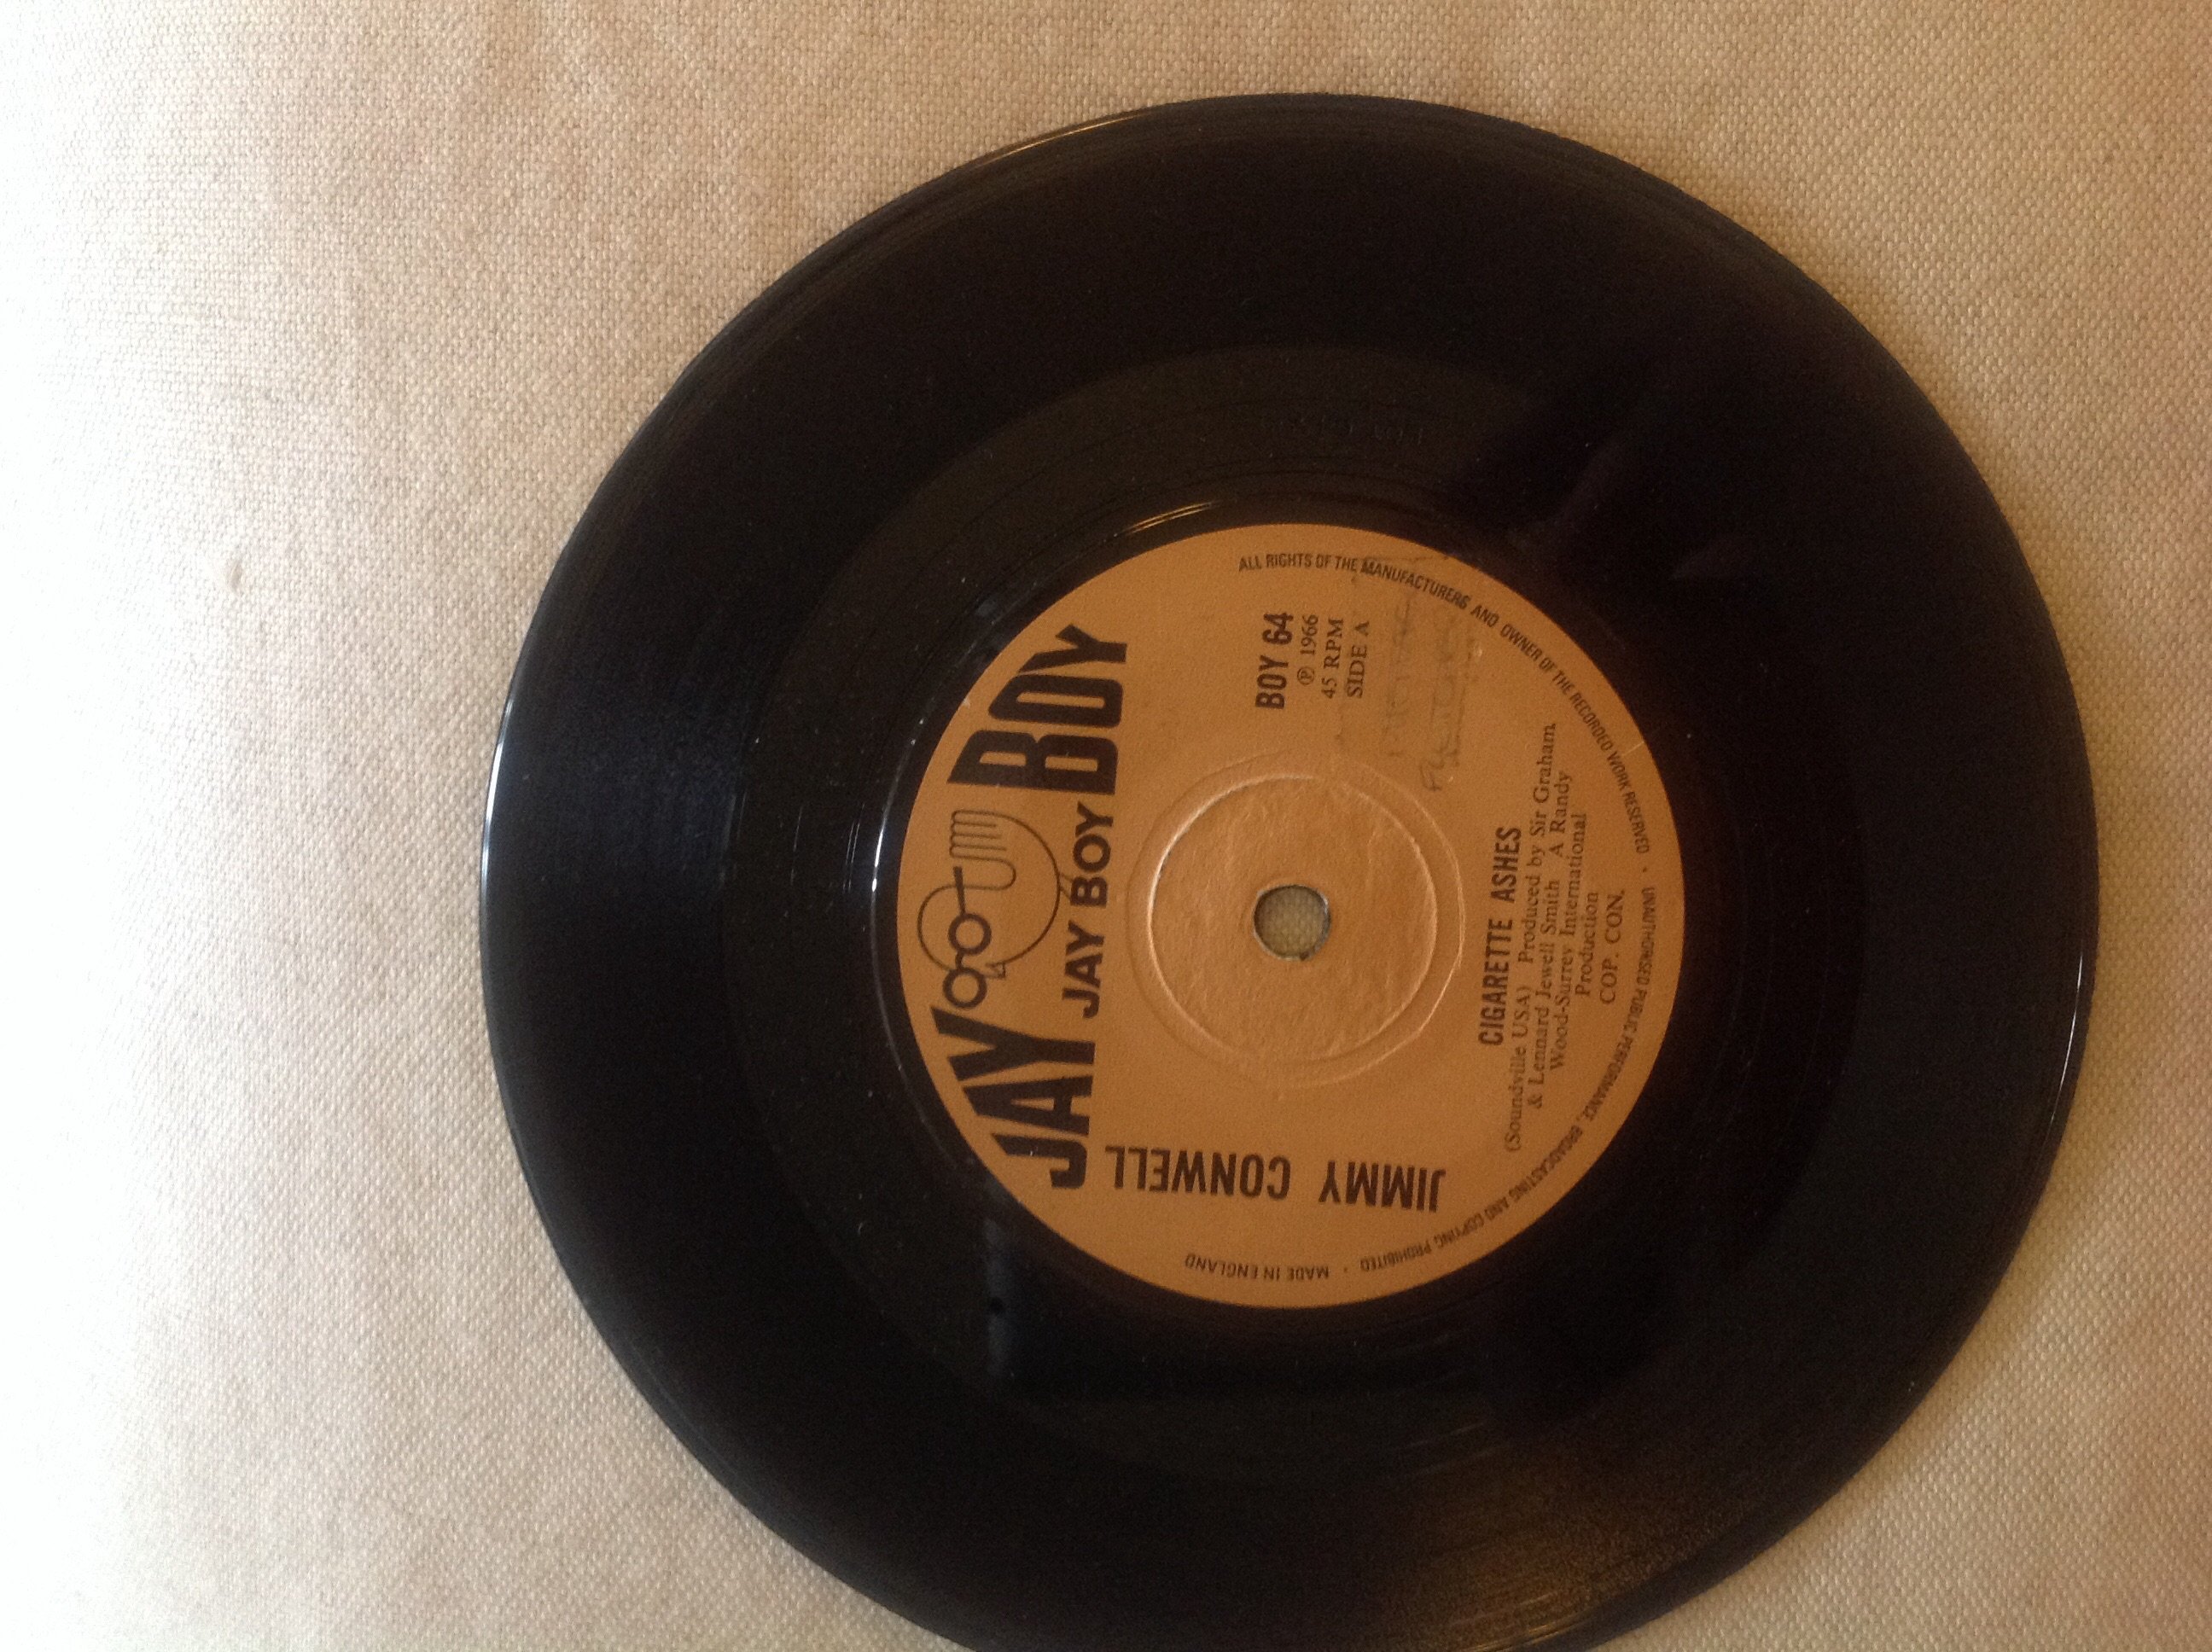 JAY BOY
JAY BOY
BOY 64
℗ 1966
45 RPM
SIDE A
JIMMY CONWELL
CIGARETTE ASHES
(Soundville USA) Produced by Sir Graham
& Lennard Jewell Smith A Randy
Wood-Surrey International
Production
COP. CON.
ALL RIGHTS OF THE MANUFACTURERS AND OWNER OF THE RECORDED WORK RESERVED · UNAUTHORISED PUBLIC PERFORMANCE, BROADCASTING AND COPYING PROHIBITED · MADE IN ENGLAND